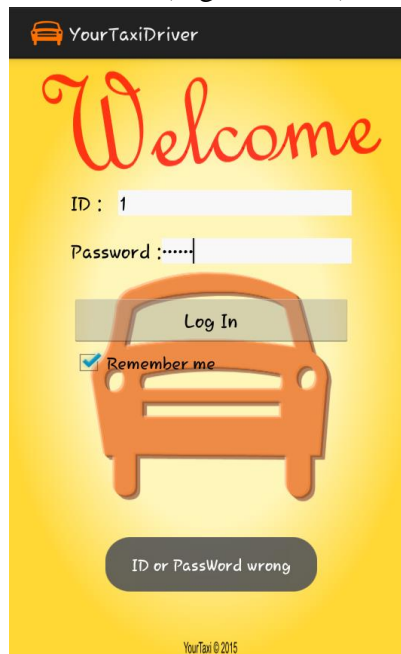 YourTaxiDriver
Welcome
ID : 1
Password :······
Log In
Remember me
ID or PassWord wrong
YourTaxi © 2015